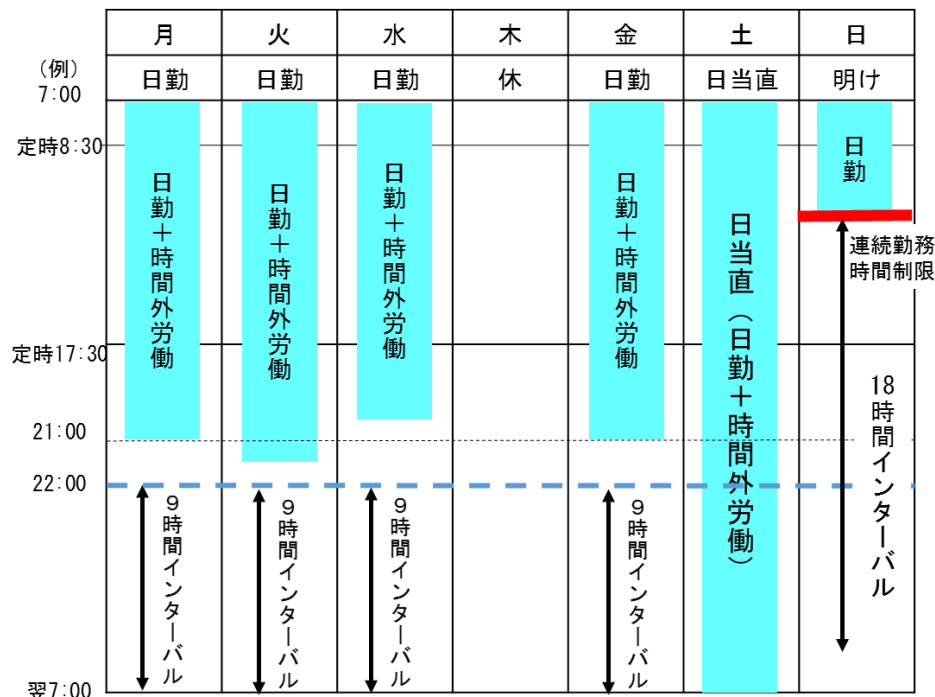 月 火 水 木 金 土 日
(例)
日勤 日勤 日勤 休 日勤 日当直 明け
7:00
定時8:30
日勤＋時間外労働
日勤＋時間外労働
日勤＋時間外労働
日勤＋時間外労働
日当直(日勤＋時間外労働)
日勤
連続勤務
時間制限
定時17:30
21:00
22:00
9時間インターバル
9時間インターバル
9時間インターバル
9時間インターバル
18時間インターバル
翌7:00